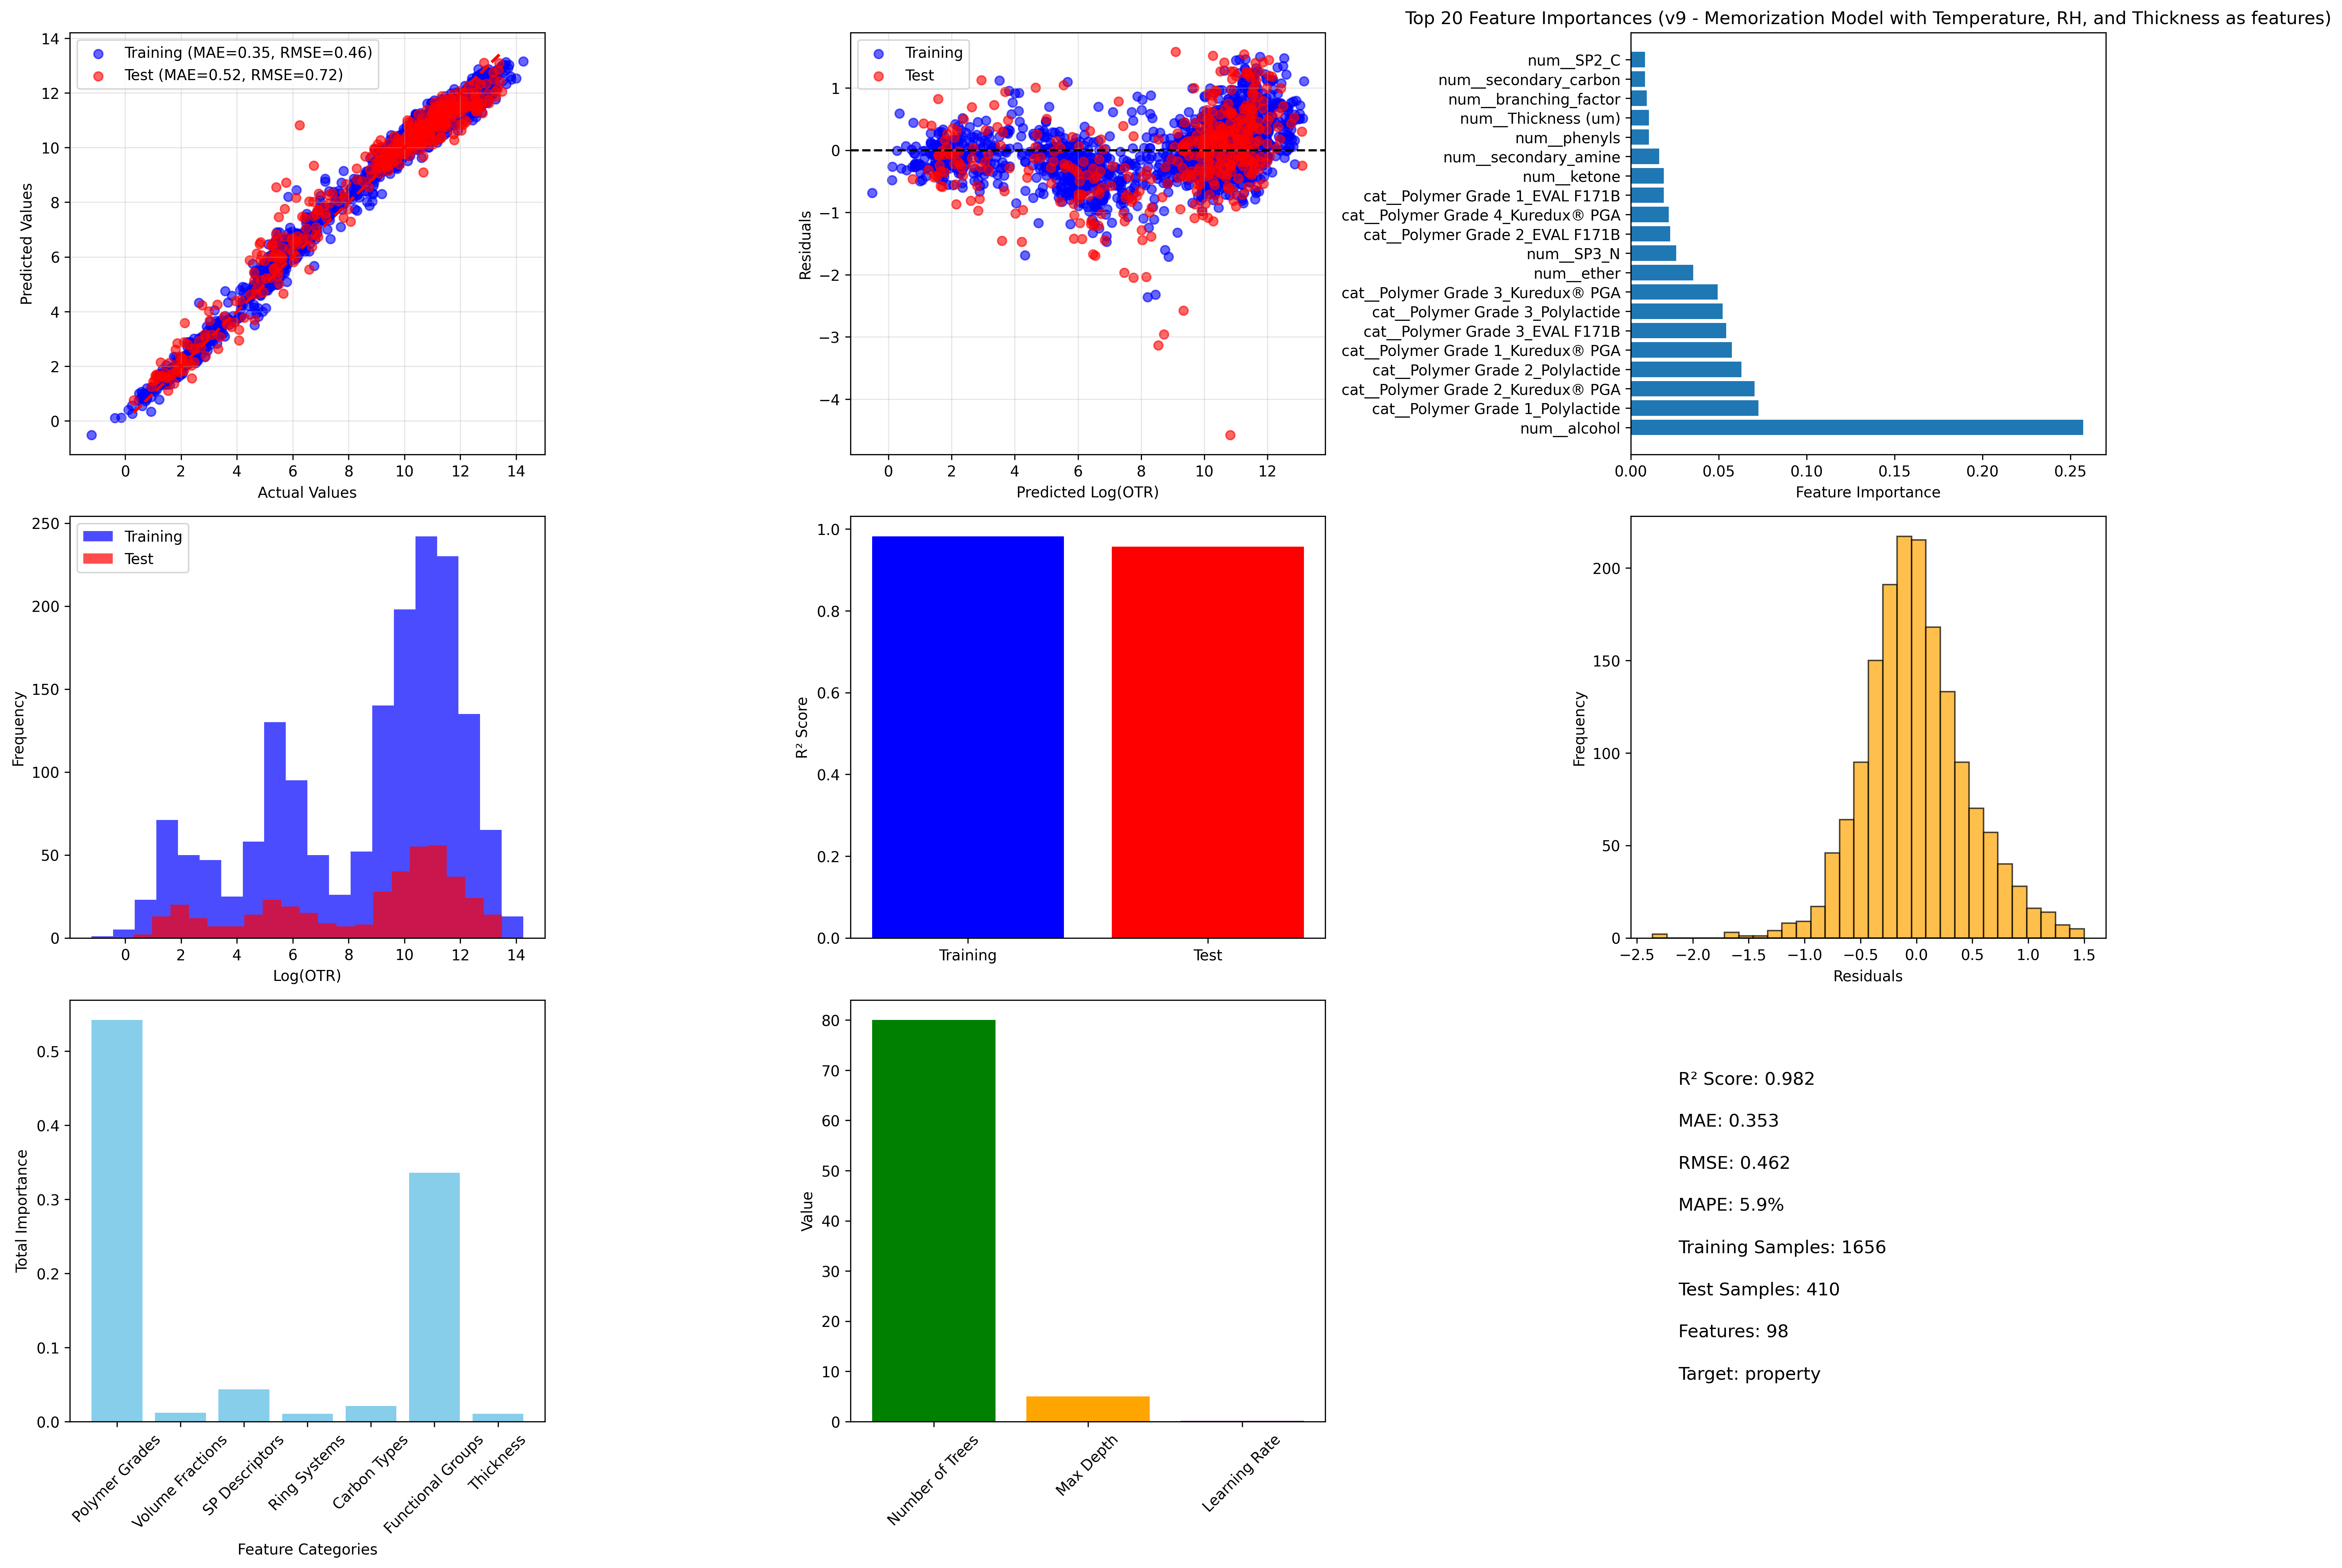 Top 20 Feature Importances (v9 - Memorization Model with Temperature, RH, and Thickness as features)
Training (MAE=0.35, RMSE=0.46)
Test (MAE=0.52, RMSE=0.72)
Predicted Values
14
12
10
8
6
4
2
0
0 2 4 6 8 10 12 14
Actual Values
Training
Test
Residuals
1
0
−1
−2
−3
−4
0 2 4 6 8 10 12
Predicted Log(OTR)
num__SP2_C
num__secondary_carbon
num__branching_factor
num__Thickness (um)
num__phenyls
num__secondary_amine
num__ketone
cat__Polymer Grade 1_EVAL F171B
cat__Polymer Grade 4_Kuredux® PGA
cat__Polymer Grade 2_EVAL F171B
num__SP3_N
num__ether
cat__Polymer Grade 3_Kuredux® PGA
cat__Polymer Grade 3_Polylactide
cat__Polymer Grade 3_EVAL F171B
cat__Polymer Grade 1_Kuredux® PGA
cat__Polymer Grade 2_Polylactide
cat__Polymer Grade 2_Kuredux® PGA
cat__Polymer Grade 1_Polylactide
num__alcohol
0.00 0.05 0.10 0.15 0.20 0.25
Feature Importance
Training
Test
Frequency
250
200
150
100
50
0
0 2 4 6 8 10 12 14
Log(OTR)
R² Score
1.0
0.8
0.6
0.4
0.2
0.0
Training Test
Frequency
200
150
100
50
0
−2.5 −2.0 −1.5 −1.0 −0.5 0.0 0.5 1.0 1.5
Residuals
Total Importance
0.5
0.4
0.3
0.2
0.1
0.0
Polymer Grades
Volume Fractions
SP Descriptors
Ring Systems
Carbon Types
Functional Groups
Thickness
Feature Categories
Value
80
70
60
50
40
30
20
10
0
Number of Trees
Max Depth
Learning Rate
R² Score: 0.982
MAE: 0.353
RMSE: 0.462
MAPE: 5.9%
Training Samples: 1656
Test Samples: 410
Features: 98
Target: property